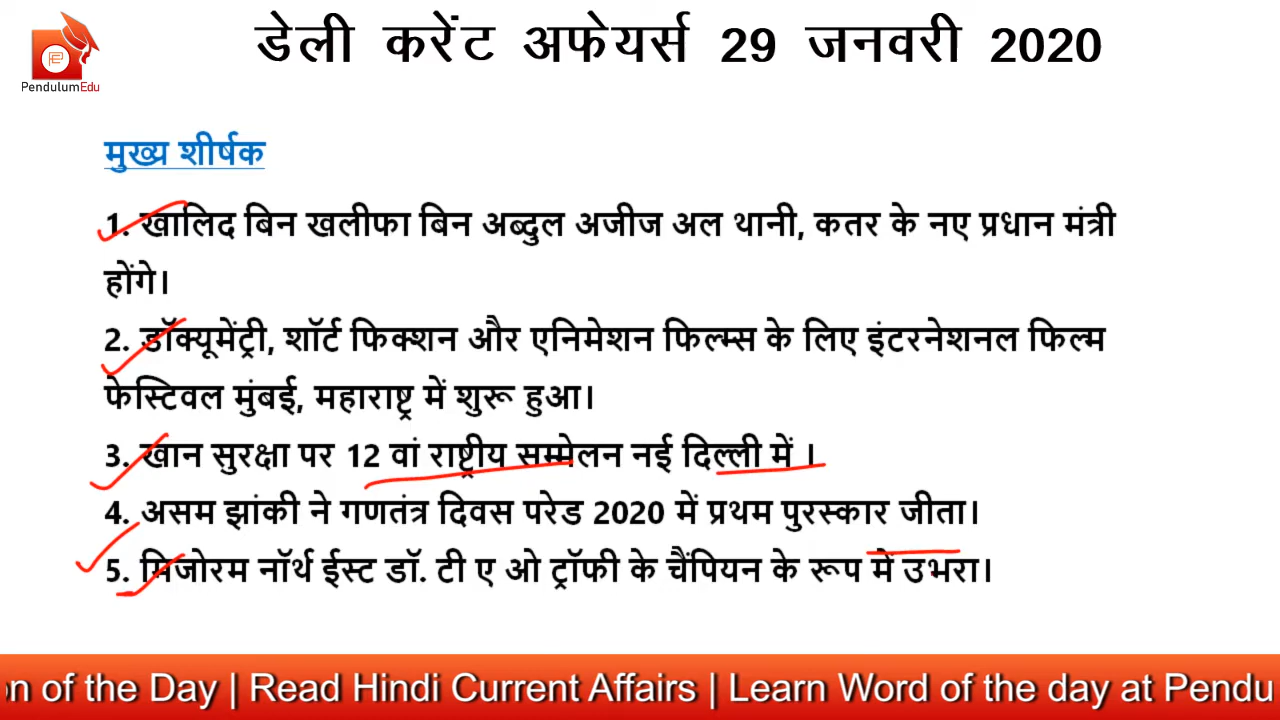 डेली करेंट अफेयर्स 29 जनवरी 2020
PendulumEdu
मुख्य शीर्षक
1. खालिद बिन खलीफा बिन अब्दुल अजीज अल थानी, कतर के नए प्रधान मंत्री
होंगे।
2. डॉक्यूमेंट्री, शॉर्ट फिक्शन और एनिमेशन फिल्म्स के लिए इंटरनेशनल फिल्म
फेस्टिवल मुंबई, महाराष्ट्र में शुरू हुआ।
3. खान सुरक्षा पर 12 वां राष्ट्रीय सम्मेलन नई दिल्ली में ।
4. असम झांकी ने गणतंत्र दिवस परेड 2020 में प्रथम पुरस्कार जीता।
5. मिजोरम नॉर्थ ईस्ट डॉ. टी ए ओ ट्रॉफी के चैंपियन के रूप में उभरा।
on of the Day | Read Hindi Current Affairs | Learn Word of the day at Pendu